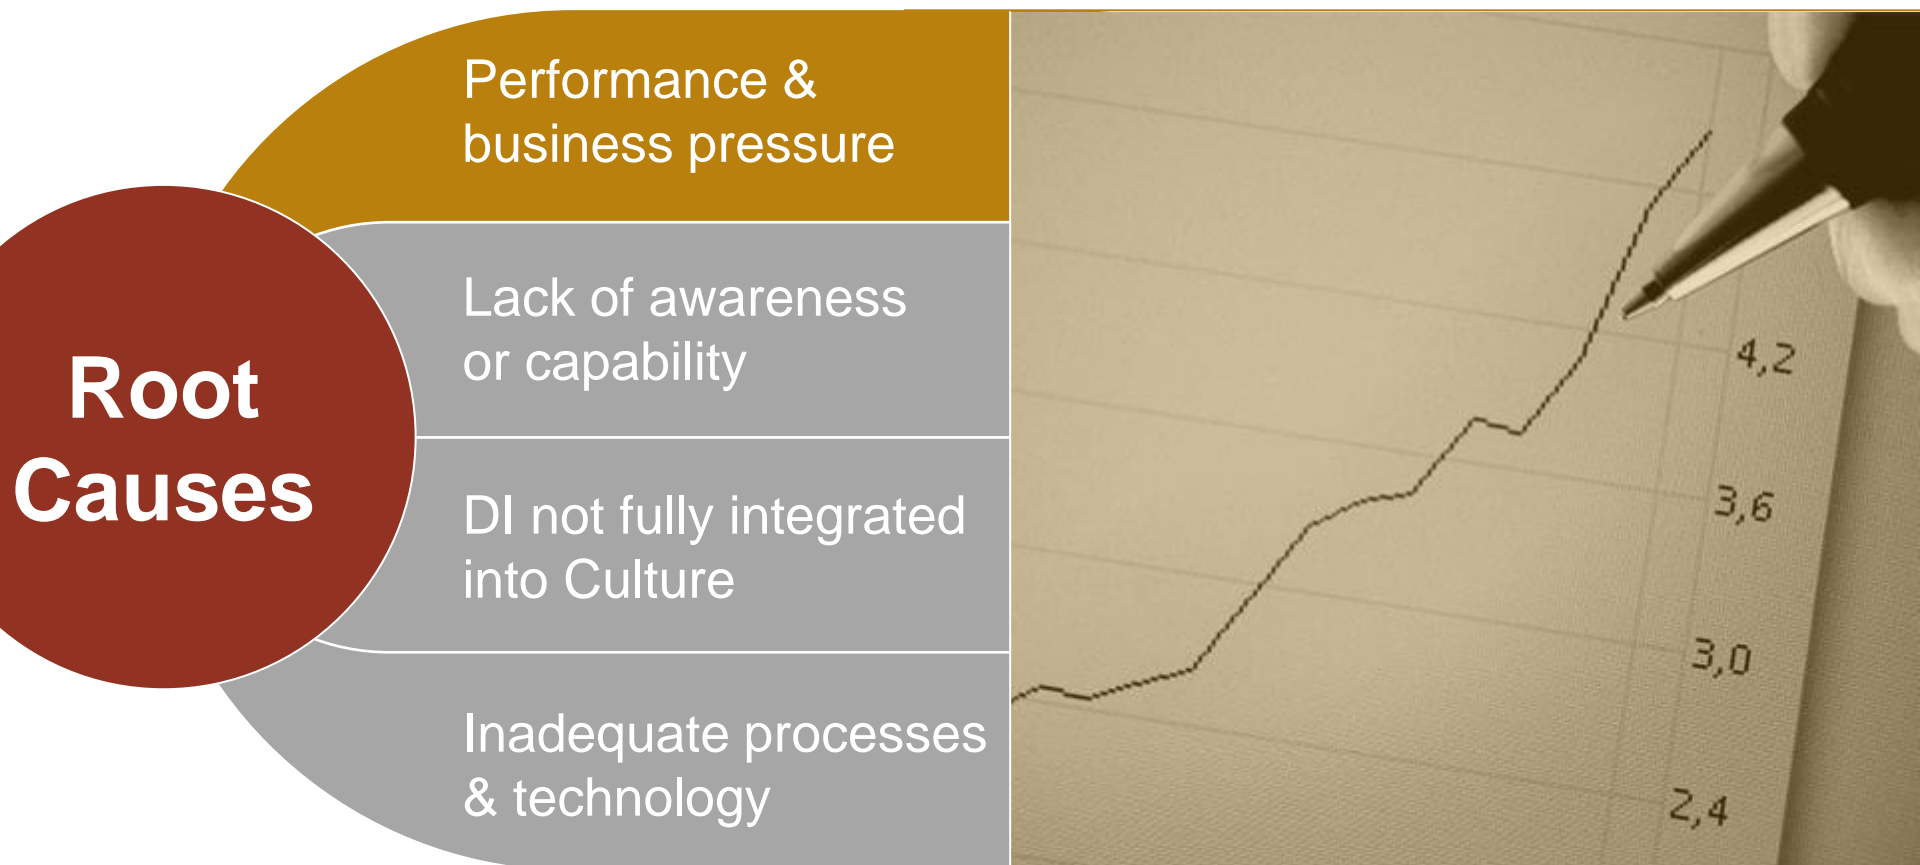 Root
Causes
Performance &
business pressure
Lack of awareness
or capability
DI not fully integrated
into Culture
Inadequate processes
& technology
4,2
3,6
3,0
2,4